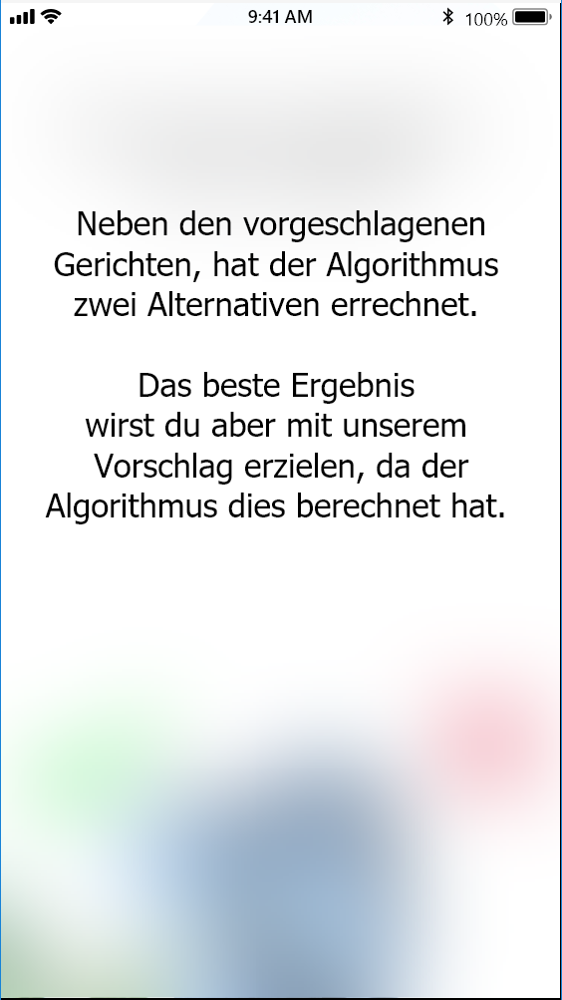 9:41 AM 100%
Neben den vorgeschlagenen
Gerichten, hat der Algorithmus
zwei Alternativen errechnet.
Das beste Ergebnis
wirst du aber mit unserem
Vorschlag erzielen, da der
Algorithmus dies berechnet hat.